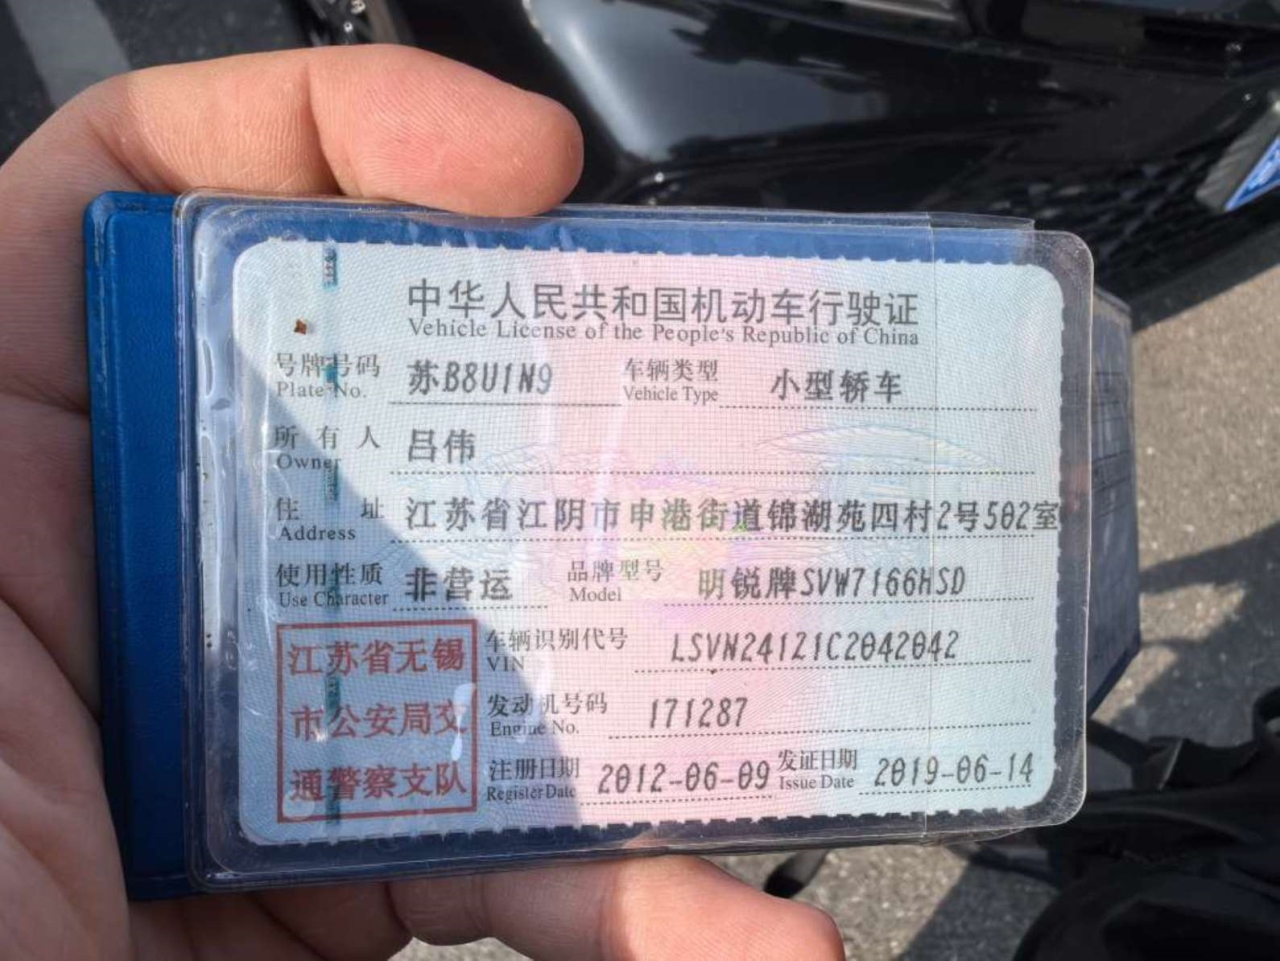 中华人民共和国机动车行驶证
Vehicle License of the People's Republic of China
号牌号码 苏B8U1N9 车辆类型 小型轿车
Plate No. Vehicle Type
所有人 吕伟
Owner
住址 江苏省江阴市申港街道锦湖苑四村2号502室
Address
使用性质 非营运 品牌型号 明锐牌SVW7166HSD
Use Character Model
江苏省无锡
市公安局交
通警察支队
车辆识别代号 LSVN24121C2042042
VIN
发动机号码 171287
Engine No.
注册日期 2012-06-09 发证日期 2019-06-14
Register Date Issue Date